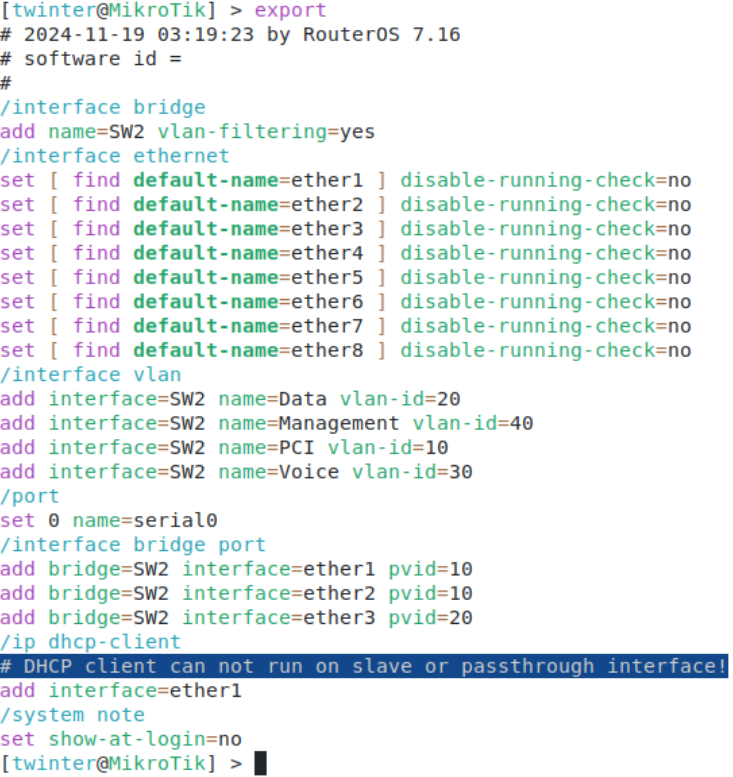 [twinter@MikroTik] > export
# 2024-11-19 03:19:23 by RouterOS 7.16
# software id =
#
/interface bridge
add name=SW2 vlan-filtering=yes
/interface ethernet
set [ find default-name=ether1 ] disable-running-check=no
set [ find default-name=ether2 ] disable-running-check=no
set [ find default-name=ether3 ] disable-running-check=no
set [ find default-name=ether4 ] disable-running-check=no
set [ find default-name=ether5 ] disable-running-check=no
set [ find default-name=ether6 ] disable-running-check=no
set [ find default-name=ether7 ] disable-running-check=no
set [ find default-name=ether8 ] disable-running-check=no
/interface vlan
add interface=SW2 name=Data vlan-id=20
add interface=SW2 name=Management vlan-id=40
add interface=SW2 name=PCI vlan-id=10
add interface=SW2 name=Voice vlan-id=30
/port
set 0 name=serial0
/interface bridge port
add bridge=SW2 interface=ether1 pvid=10
add bridge=SW2 interface=ether2 pvid=10
add bridge=SW2 interface=ether3 pvid=20
/ip dhcp-client
# DHCP client can not run on slave or passthrough interface!
add interface=ether1
/system note
set show-at-login=no
[twinter@MikroTik] >